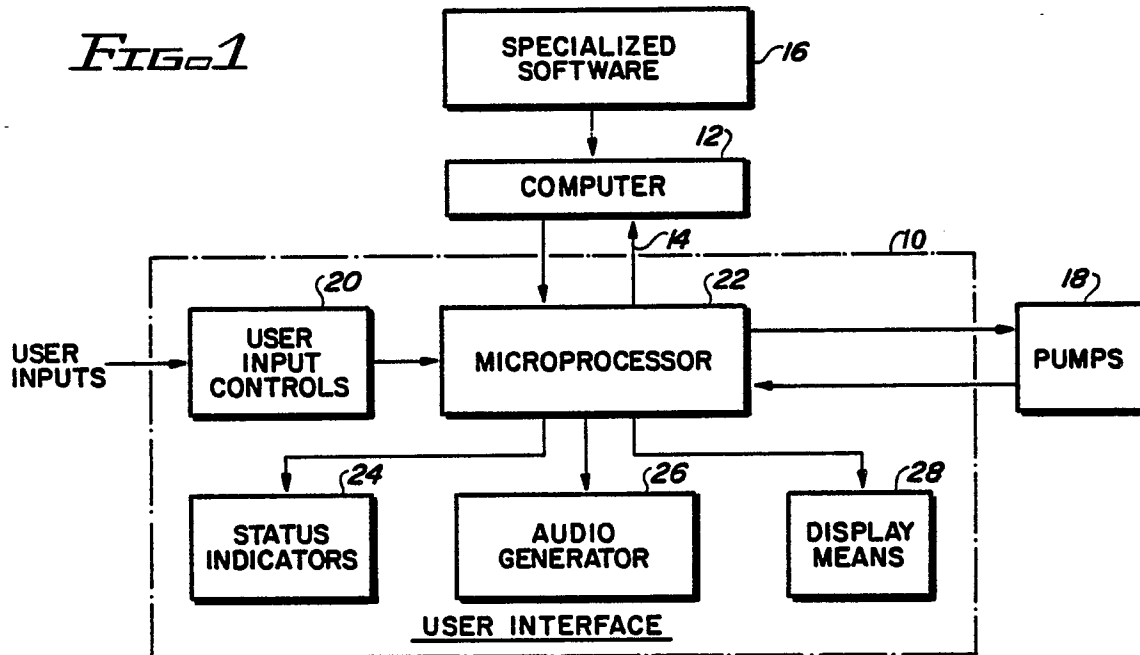 FIG. 1
SPECIALIZED
SOFTWARE
16
12
COMPUTER
14
10
20
22
18
USER
INPUTS
USER
INPUT
CONTROLS
MICROPROCESSOR
PUMPS
24
26
28
STATUS
INDICATORS
AUDIO
GENERATOR
DISPLAY
MEANS
USER INTERFACE